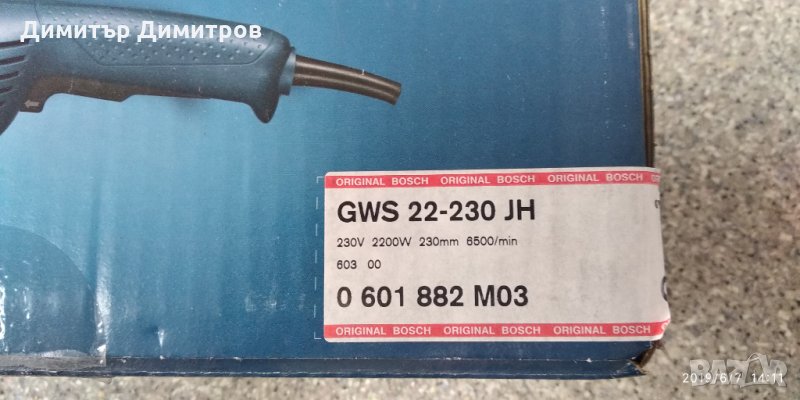 Димитър Димитров
ORIGINAL BOSCH ORIGINAL BOSCH ORIGINAL BOSCH
GWS 22-230 JH
230V 2200W 230mm 6500/min
603 00
0 601 882 M03
ORIGINAL BOSCH ORIGINAL BOSCH ORIGINAL BOSCH
BAZAR
2019/6/7 14:11